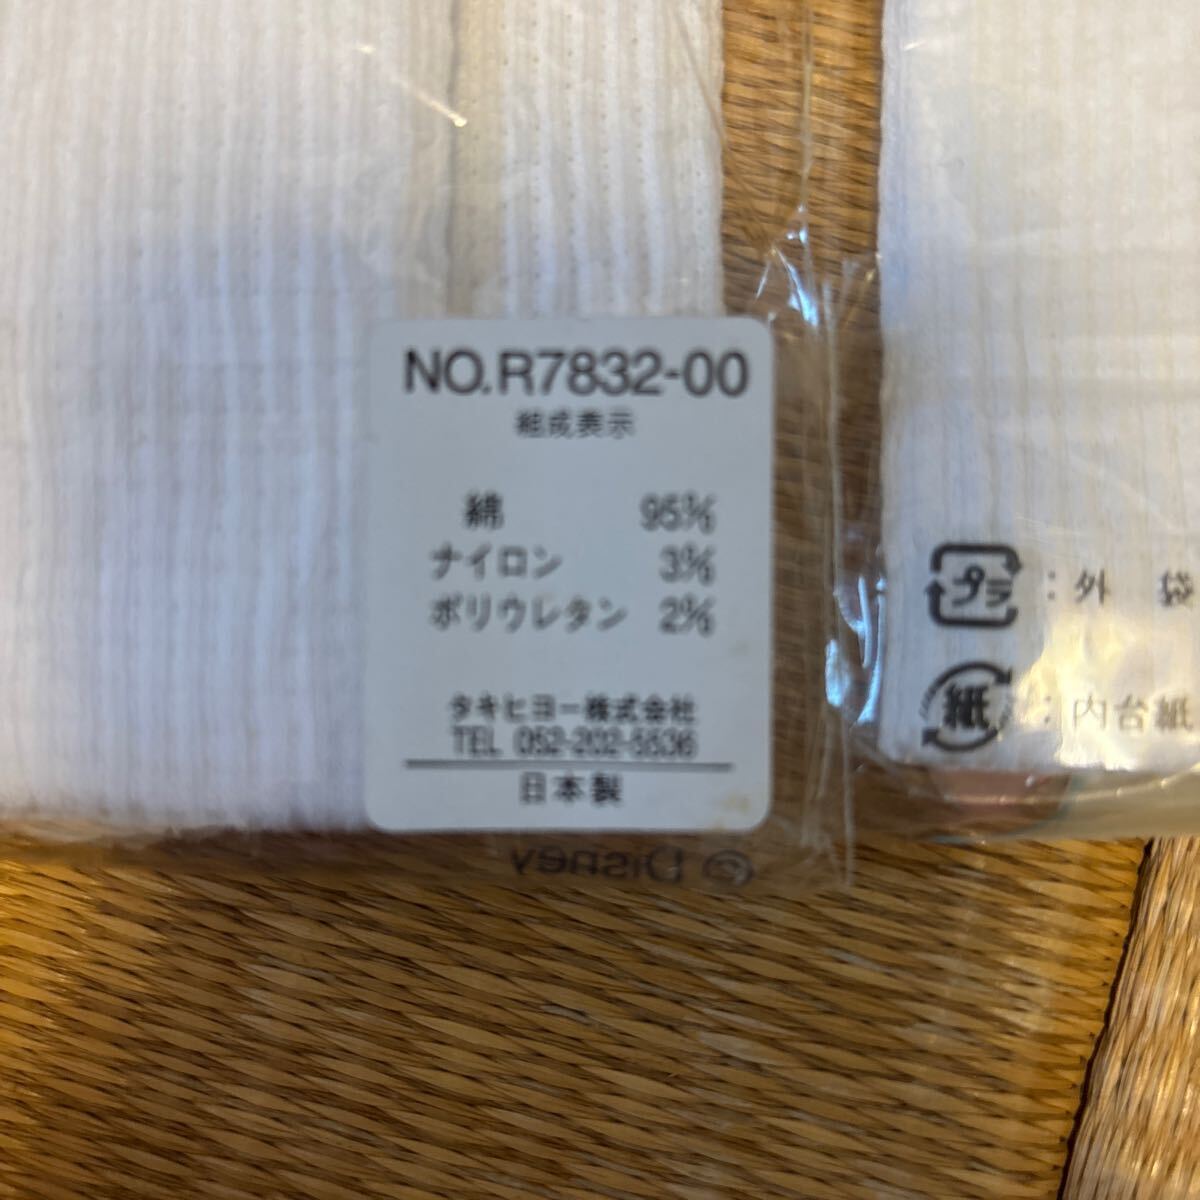 NO.R7832-00
組成表示
綿 95%
ナイロン 3%
ポリウレタン 2%
タキヒヨー株式会社
TEL 052-202-5536
日本製
© Disney
プラ : 外 袋
紙 : 内台紙